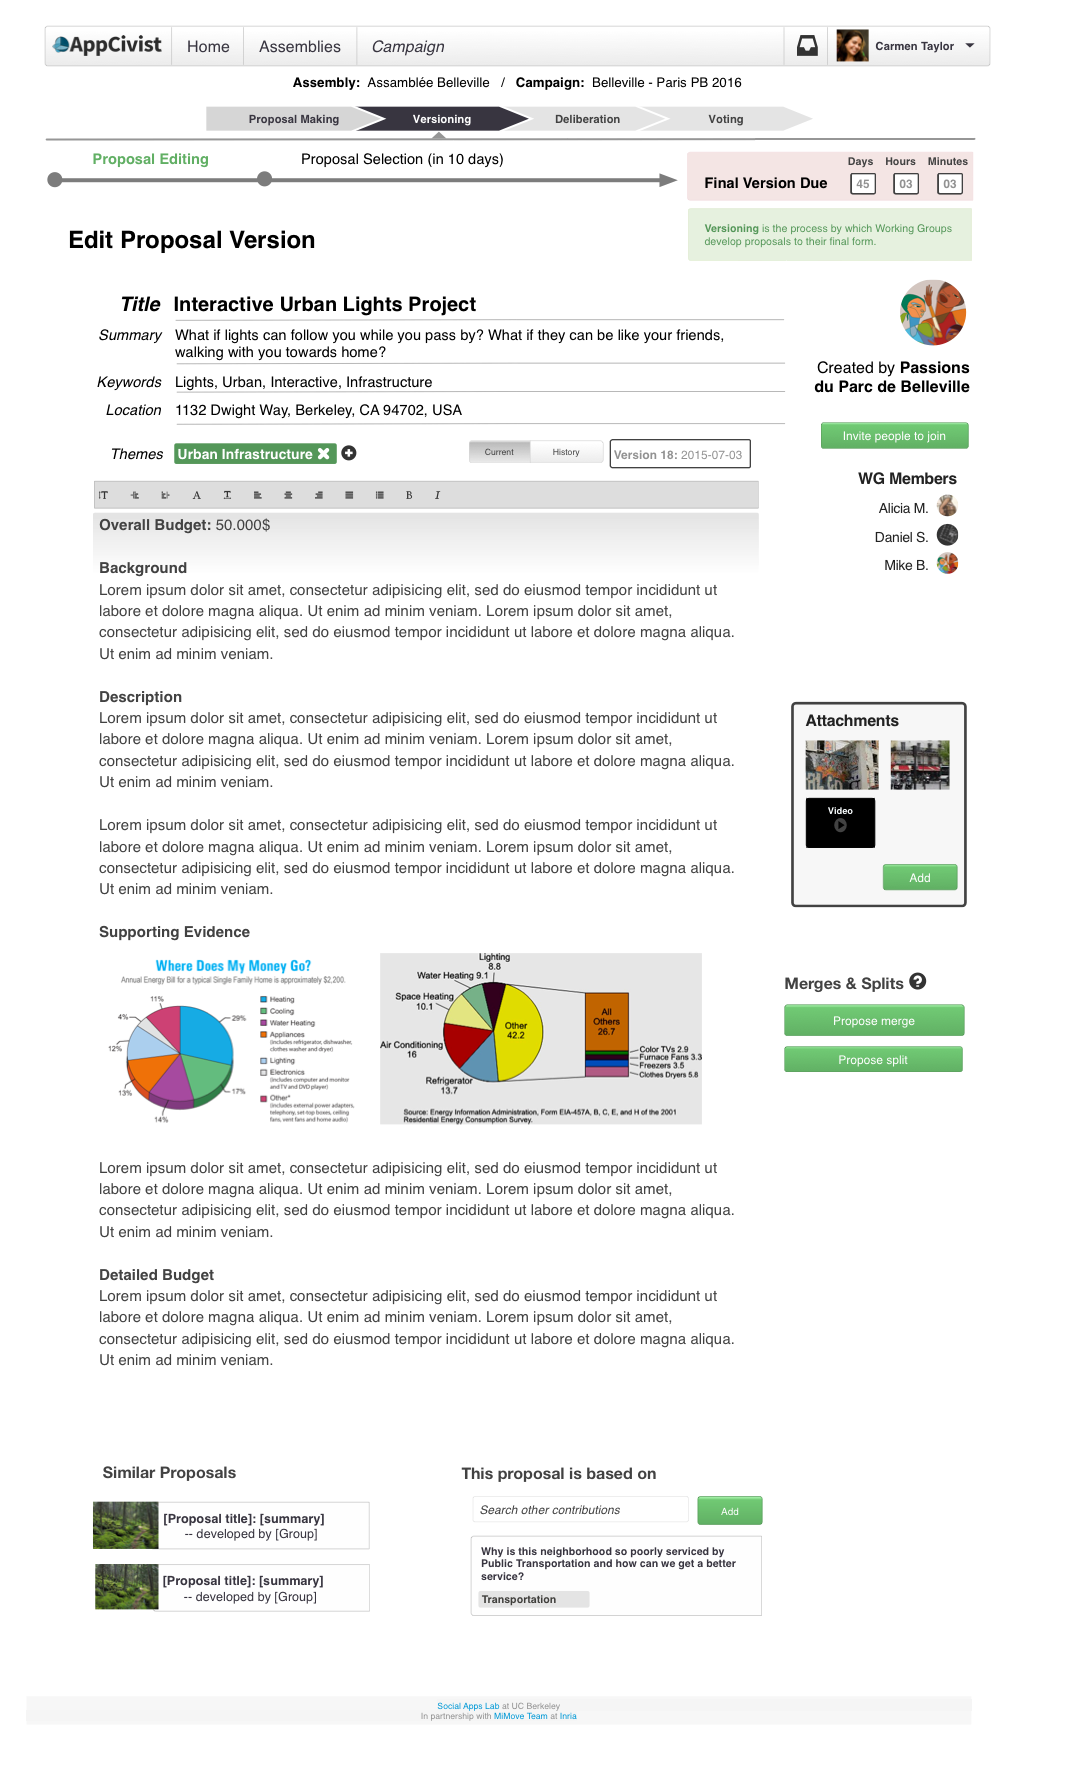 AppCivist
Home
Assemblies
Campaign
Carmen Taylor
Assembly: Assamblée Belleville / Campaign: Belleville - Paris PB 2016
Proposal Making
Versioning
Deliberation
Voting
Proposal Editing
Proposal Selection (in 10 days)
Days Hours Minutes
Final Version Due 45 03 03
Versioning is the process by which Working Groups
develop proposals to their final form.
Edit Proposal Version
Title Interactive Urban Lights Project
Summary What if lights can follow you while you pass by? What if they can be like your friends,
walking with you towards home?
Keywords Lights, Urban, Interactive, Infrastructure
Location 1132 Dwight Way, Berkeley, CA 94702, USA
Themes Urban Infrastructure
Current History
Version 18: 2015-07-03
Created by Passions
du Parc de Belleville
Invite people to join
WG Members
Alicia M.
Daniel S.
Mike B.
T A T B I
Overall Budget: 50.000$
Background
Lorem ipsum dolor sit amet, consectetur adipisicing elit, sed do eiusmod tempor incididunt ut
labore et dolore magna aliqua. Ut enim ad minim veniam. Lorem ipsum dolor sit amet,
consectetur adipisicing elit, sed do eiusmod tempor incididunt ut labore et dolore magna aliqua.
Ut enim ad minim veniam.
Description
Lorem ipsum dolor sit amet, consectetur adipisicing elit, sed do eiusmod tempor incididunt ut
labore et dolore magna aliqua. Ut enim ad minim veniam. Lorem ipsum dolor sit amet,
consectetur adipisicing elit, sed do eiusmod tempor incididunt ut labore et dolore magna aliqua.
Ut enim ad minim veniam.
Lorem ipsum dolor sit amet, consectetur adipisicing elit, sed do eiusmod tempor incididunt ut
labore et dolore magna aliqua. Ut enim ad minim veniam. Lorem ipsum dolor sit amet,
consectetur adipisicing elit, sed do eiusmod tempor incididunt ut labore et dolore magna aliqua.
Ut enim ad minim veniam.
Attachments
Video
Add
Supporting Evidence
Where Does My Money Go?
Annual Energy Bill for a typical Single Family Home is approximately $2,200.
11%
4%
12%
13%
14%
17%
29%
Heating
Cooling
Water Heating
Appliances
(includes refrigerator, dishwasher,
clothes washer and dryer)
Lighting
Electronics
(includes computer and monitor
and TV and DVD player)
Other*
(includes external power adapters,
telephony, set-top boxes, ceiling
fans, vent fans and home audio)
Lighting
8.8
Water Heating 9.1
Space Heating
10.1
Air Conditioning
16
Refrigerator
13.7
Other
42.2
All
Others
26.7
Color TVs 2.9
Furnace Fans 3.3
Freezers 3.5
Clothes Dryers 5.8
Source: Energy Information Administration, Form EIA-457A, B, C, E, and H of the 2001
Residential Energy Consumption Survey.
Merges & Splits ?
Propose merge
Propose split
Lorem ipsum dolor sit amet, consectetur adipisicing elit, sed do eiusmod tempor incididunt ut
labore et dolore magna aliqua. Ut enim ad minim veniam. Lorem ipsum dolor sit amet,
consectetur adipisicing elit, sed do eiusmod tempor incididunt ut labore et dolore magna aliqua.
Ut enim ad minim veniam.
Detailed Budget
Lorem ipsum dolor sit amet, consectetur adipisicing elit, sed do eiusmod tempor incididunt ut
labore et dolore magna aliqua. Ut enim ad minim veniam. Lorem ipsum dolor sit amet,
consectetur adipisicing elit, sed do eiusmod tempor incididunt ut labore et dolore magna aliqua.
Ut enim ad minim veniam.
Similar Proposals
[Proposal title]: [summary]
-- developed by [Group]
[Proposal title]: [summary]
-- developed by [Group]
This proposal is based on
Search other contributions
Add
Why is this neighborhood so poorly serviced by
Public Transportation and how can we get a better
service?
Transportation
Social Apps Lab at UC Berkeley
In partnership with MiMove Team at Inria